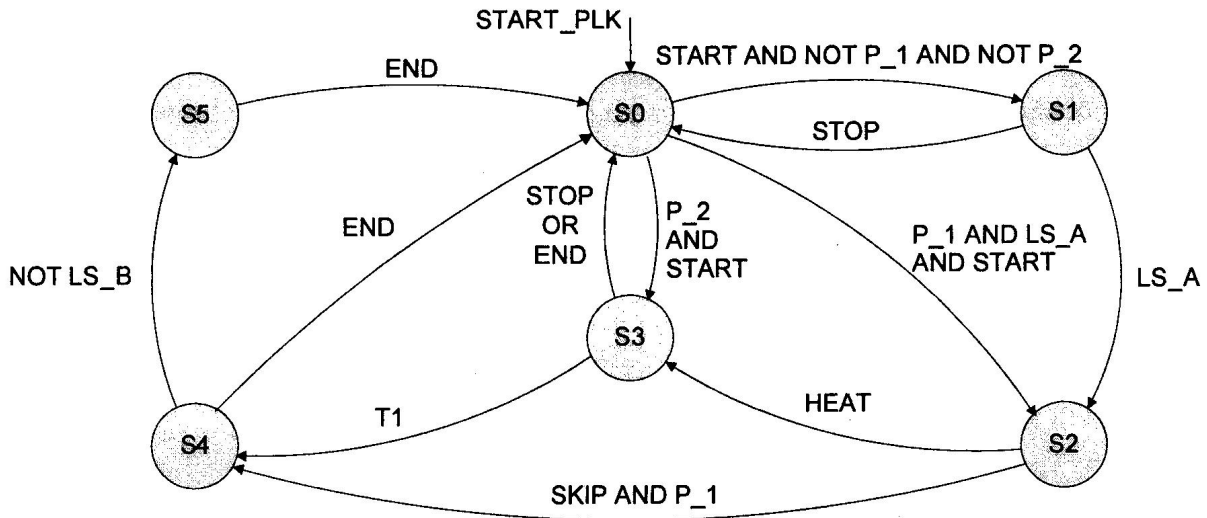 START_PLK
START AND NOT P_1 AND NOT P_2
END
S5
S0
S1
STOP
STOP
OR
END
P_2
AND
START
END
P_1 AND LS_A
AND START
NOT LS_B
LS_A
S3
HEAT
T1
S4
S2
SKIP AND P_1